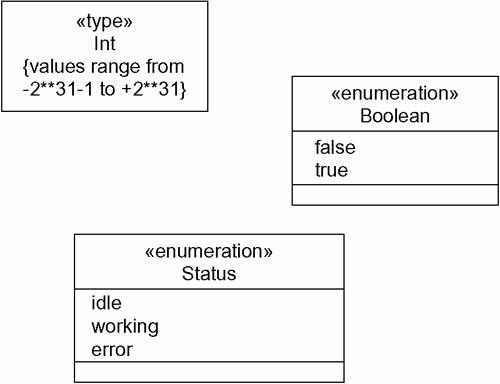 «type»
Int
{values range from
-2**31-1 to +2**31}
«enumeration»
Boolean
false
true
«enumeration»
Status
idle
working
error